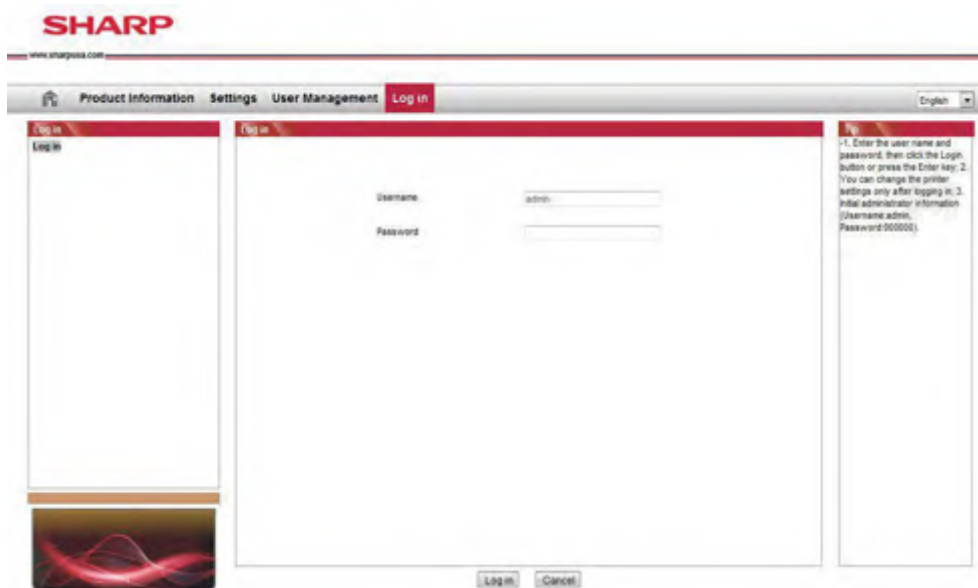 SHARP
www.sharpusa.com
Product Information Settings User Management Log in
English
Log in
Log in
Log in
Username
admin
Password
Log in Cancel
Tip
-1. Enter the user name and
password, then click the Login
button or press the Enter key; 2.
You can change the printer
settings only after logging in; 3.
Initial administrator information
(Username:admin,
Password:000000).